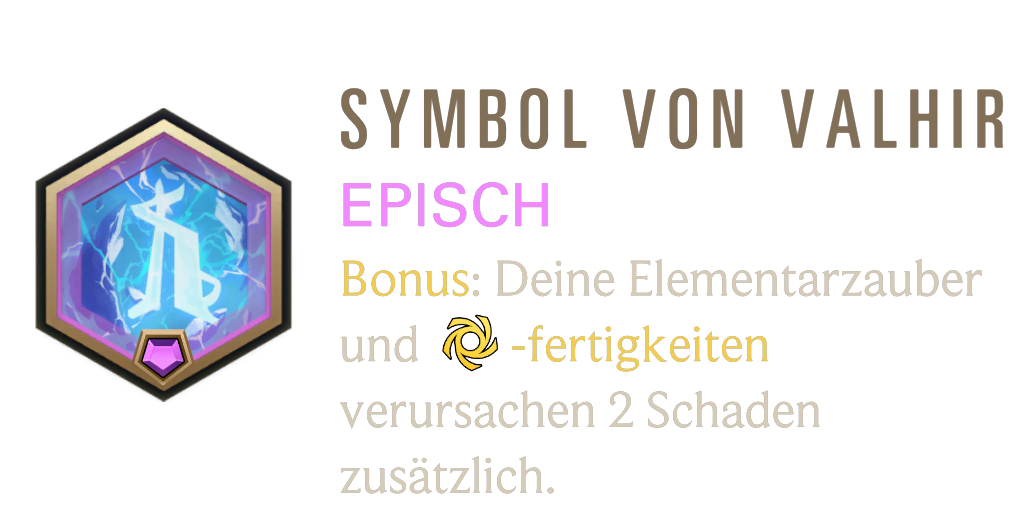 SYMBOL VON VALHIR
EPISCH
Bonus: Deine Elementarzauber
und -fertigkeiten
verursachen 2 Schaden
zusätzlich.